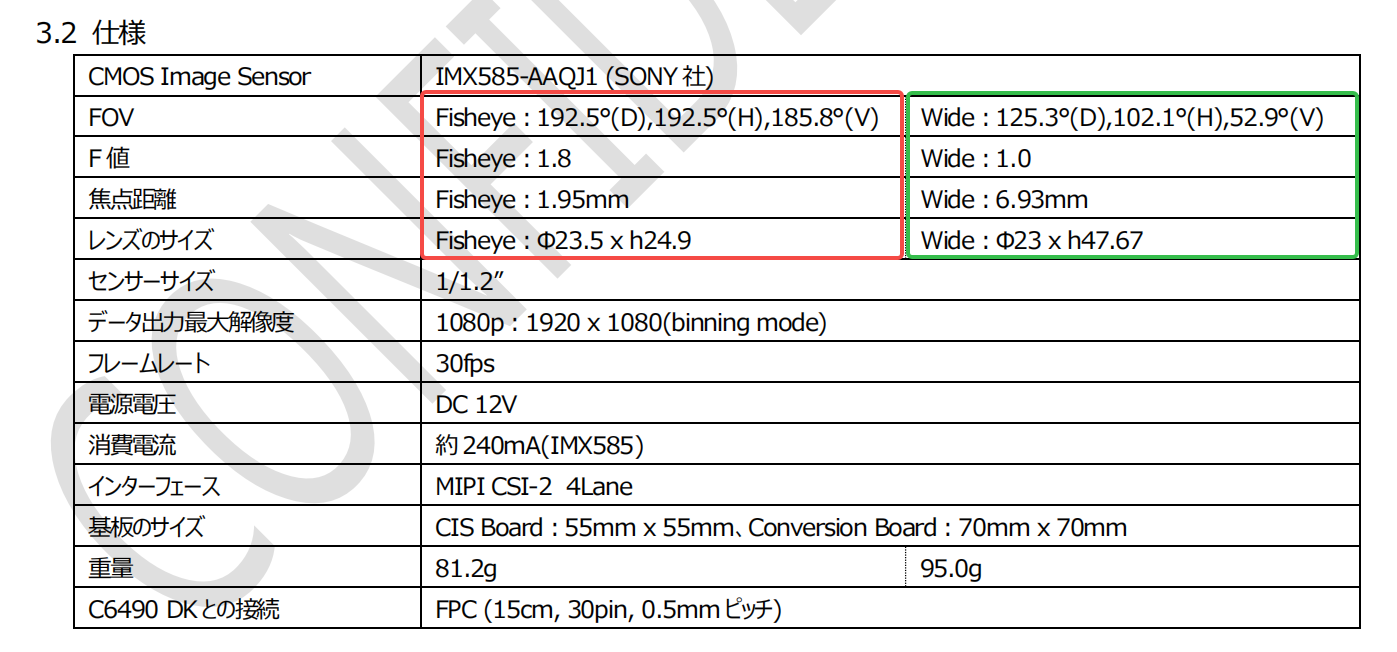 3.2 仕様
CMOS Image Sensor IMX585-AAQJ1 (SONY 社)
FOV Fisheye : 192.5°(D),192.5°(H),185.8°(V) Wide : 125.3°(D),102.1°(H),52.9°(V)
F 値 Fisheye : 1.8 Wide : 1.0
焦点距離 Fisheye : 1.95mm Wide : 6.93mm
レンズのサイズ Fisheye : Φ23.5 x h24.9 Wide : Φ23 x h47.67
センサーサイズ 1/1.2”
データ出力最大解像度 1080p : 1920 x 1080(binning mode)
フレームレート 30fps
電源電圧 DC 12V
消費電流 約 240mA(IMX585)
インターフェース MIPI CSI-2 4Lane
基板のサイズ CIS Board : 55mm x 55mm、Conversion Board : 70mm x 70mm
重量 81.2g 95.0g
C6490 DKとの接続 FPC (15cm, 30pin, 0.5mm ピッチ)
CONFID